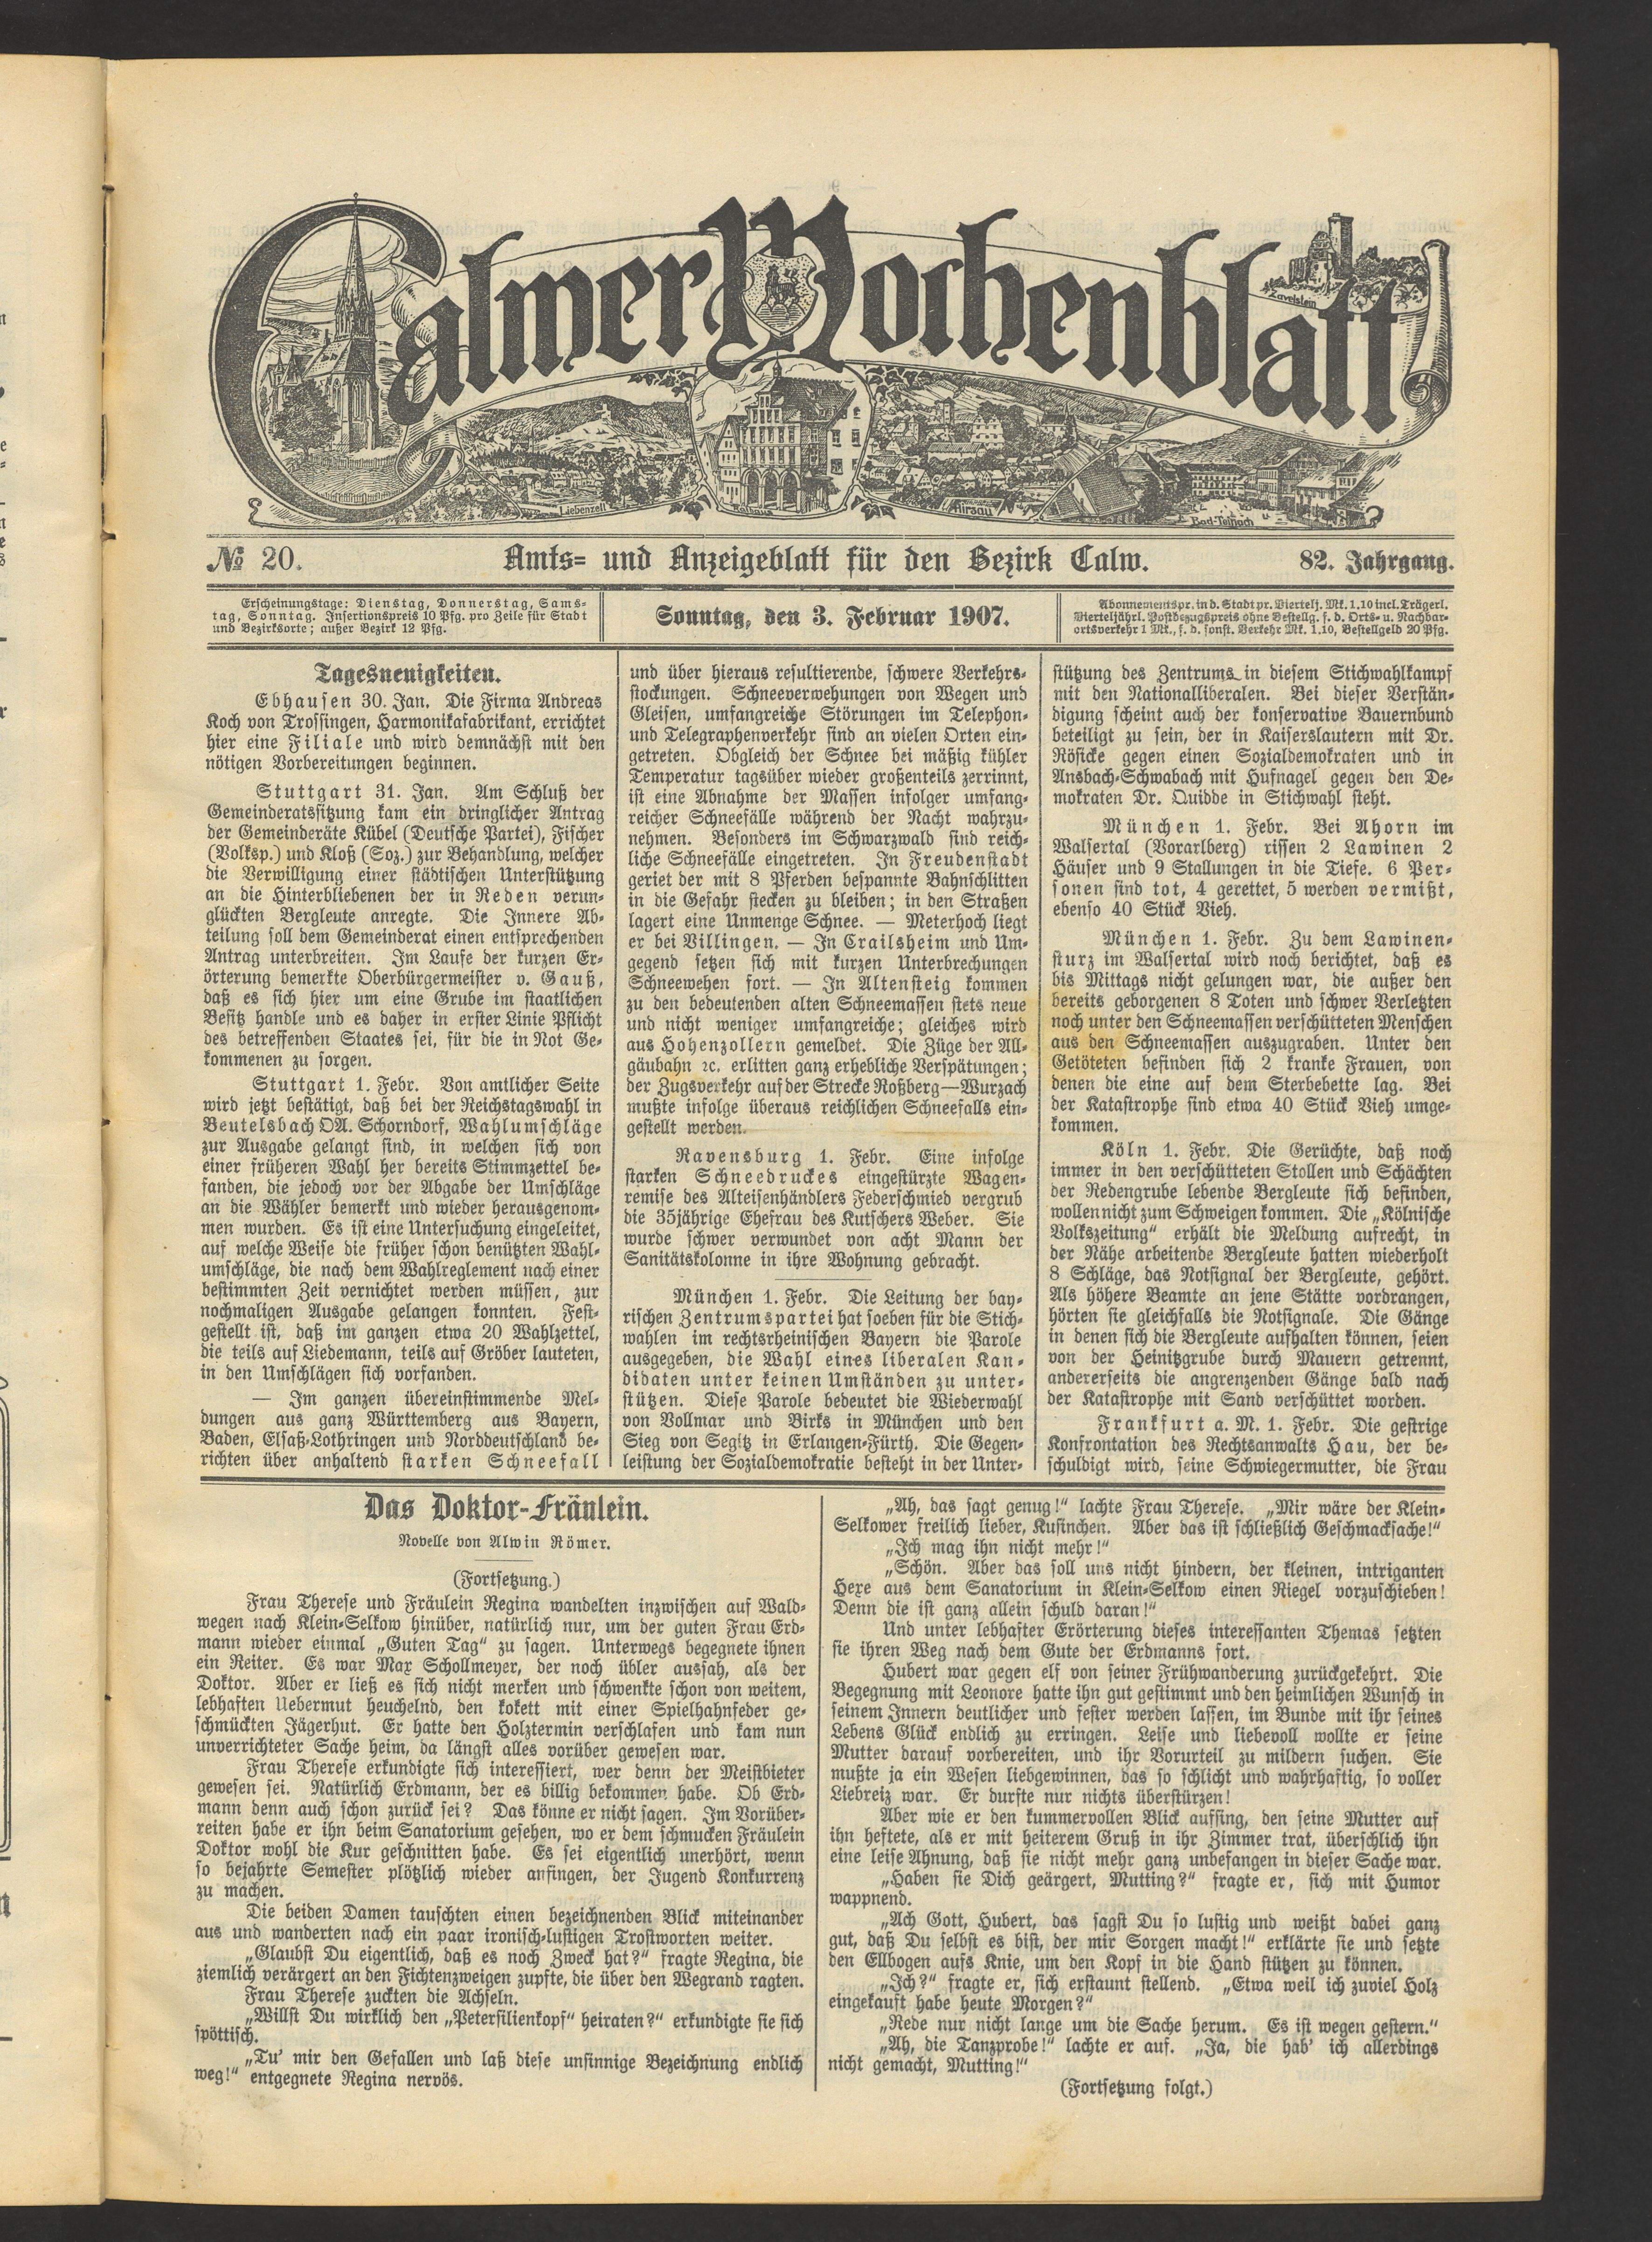 Calwer Wochenblatt
Zavelstein
Liebenzell
Rathaus
Hirsau
Bad-Teinach
№ 20.
Amts- und Anzeigeblatt für den Bezirk Calw.
82. Jahrgang.
Erscheinungstage: Dienstag, Donnerstag, Sams-
tag, Sonntag. Insertionspreis 10 Pfg. pro Zeile für Stadt
und Bezirksorte; außer Bezirk 12 Pfg.
Sonntag, den 3. Februar 1907.
Abonnementspr. in d. Stadt pr. Viertelj. Mk. 1.10 incl. Trägerl.
Vierteljährl. Postbezugspreis ohne Bestellg. f. d. Orts- u. Nachbar-
ortsverkehr 1 Mk., f. d. sonst. Verkehr Mk. 1.10, Bestellgeld 20 Pfg.
Tagesneuigkeiten.
Ebhausen 30. Jan. Die Firma Andreas
Koch von Trossingen, Harmonikafabrikant, errichtet
hier eine Filiale und wird demnächst mit den
nötigen Vorbereitungen beginnen.
Stuttgart 31. Jan. Am Schluß der
Gemeinderatssitzung kam ein dringlicher Antrag
der Gemeinderäte Kübel (Deutsche Partei), Fischer
(Volksp.) und Kloß (Soz.) zur Behandlung, welcher
die Verwilligung einer städtischen Unterstützung
an die Hinterbliebenen der in Reden verun-
glückten Bergleute anregte. Die Innere Ab-
teilung soll dem Gemeinderat einen entsprechenden
Antrag unterbreiten. Im Laufe der kurzen Er-
örterung bemerkte Oberbürgermeister v. Gauß,
daß es sich hier um eine Grube im staatlichen
Besitz handle und es daher in erster Linie Pflicht
des betreffenden Staates sei, für die in Not Ge-
kommenen zu sorgen.
Stuttgart 1. Febr. Von amtlicher Seite
wird jetzt bestätigt, daß bei der Reichstagswahl in
Beutelsbach OA. Schorndorf, Wahlumschläge
zur Ausgabe gelangt sind, in welchen sich von
einer früheren Wahl her bereits Stimmzettel be-
fanden, die jedoch vor der Abgabe der Umschläge
an die Wähler bemerkt und wieder herausgenom-
men wurden. Es ist eine Untersuchung eingeleitet,
auf welche Weise die früher schon benützten Wahl-
umschläge, die nach dem Wahlreglement nach einer
bestimmten Zeit vernichtet werden müssen, zur
nochmaligen Ausgabe gelangen konnten. Fest-
gestellt ist, daß im ganzen etwa 20 Wahlzettel,
die teils auf Liedemann, teils auf Gröber lauteten,
in den Umschlägen sich vorfanden.
— Im ganzen übereinstimmende Mel-
dungen aus ganz Württemberg aus Bayern,
Baden, Elsaß-Lothringen und Norddeutschland be-
richten über anhaltend starken Schneefall
und über hieraus resultierende, schwere Verkehrs-
stockungen. Schneeverwehungen von Wegen und
Gleisen, umfangreiche Störungen im Telephon-
und Telegraphenverkehr sind an vielen Orten ein-
getreten. Obgleich der Schnee bei mäßig kühler
Temperatur tagsüber wieder großenteils zerrinnt,
ist eine Abnahme der Massen infolger umfang-
reicher Schneefälle während der Nacht wahrzu-
nehmen. Besonders im Schwarzwald sind reich-
liche Schneefälle eingetreten. In Freudenstadt
geriet der mit 8 Pferden bespannte Bahnschlitten
in die Gefahr stecken zu bleiben; in den Straßen
lagert eine Unmenge Schnee. — Meterhoch liegt
er bei Villingen. — In Crailsheim und Um-
gegend setzen sich mit kurzen Unterbrechungen
Schneewehen fort. — In Altensteig kommen
zu den bedeutenden alten Schneemassen stets neue
und nicht weniger umfangreiche; gleiches wird
aus Hohenzollern gemeldet. Die Züge der All-
gäubahn ꝛc. erlitten ganz erhebliche Verspätungen;
der Zugsverkehr auf der Strecke Roßberg—Wurzach
mußte infolge überaus reichlichen Schneefalls ein-
gestellt werden.
Ravensburg 1. Febr. Eine infolge
starken Schneedruckes eingestürzte Wagen-
remise des Alteisenhändlers Federschmied vergrub
die 35jährige Ehefrau des Kutschers Weber. Sie
wurde schwer verwundet von acht Mann der
Sanitätskolonne in ihre Wohnung gebracht.
München 1. Febr. Die Leitung der bay-
rischen Zentrumspartei hat soeben für die Stich-
wahlen im rechtsrheinischen Bayern die Parole
ausgegeben, die Wahl eines liberalen Kan-
didaten unter keinen Umständen zu unter-
stützen. Diese Parole bedeutet die Wiederwahl
von Vollmar und Birks in München und den
Sieg von Segitz in Erlangen-Fürth. Die Gegen-
leistung der Sozialdemokratie besteht in der Unter-
stützung des Zentrums in diesem Stichwahlkampf
mit den Nationalliberalen. Bei dieser Verstän-
digung scheint auch der konservative Bauernbund
beteiligt zu sein, der in Kaiserslautern mit Dr.
Rösicke gegen einen Sozialdemokraten und in
Ansbach-Schwabach mit Hufnagel gegen den De-
mokraten Dr. Quidde in Stichwahl steht.
München 1. Febr. Bei Ahorn im
Walsertal (Vorarlberg) rissen 2 Lawinen 2
Häuser und 9 Stallungen in die Tiefe. 6 Per-
sonen sind tot, 4 gerettet, 5 werden vermißt,
ebenso 40 Stück Vieh.
München 1. Febr. Zu dem Lawinen-
sturz im Walsertal wird noch berichtet, daß es
bis Mittags nicht gelungen war, die außer den
bereits geborgenen 8 Toten und schwer Verletzten
noch unter den Schneemassen verschütteten Menschen
aus den Schneemassen auszugraben. Unter den
Getöteten befinden sich 2 kranke Frauen, von
denen die eine auf dem Sterbebette lag. Bei
der Katastrophe sind etwa 40 Stück Vieh umge-
kommen.
Köln 1. Febr. Die Gerüchte, daß noch
immer in den verschütteten Stollen und Schächten
der Redengrube lebende Bergleute sich befinden,
wollen nicht zum Schweigen kommen. Die „Kölnische
Volkszeitung“ erhält die Meldung aufrecht, in
der Nähe arbeitende Bergleute hatten wiederholt
8 Schläge, das Notsignal der Bergleute, gehört.
Als höhere Beamte an jene Stätte vordrangen,
hörten sie gleichfalls die Notsignale. Die Gänge
in denen sich die Bergleute aufhalten können, seien
von der Heinitzgrube durch Mauern getrennt,
andererseits die angrenzenden Gänge bald nach
der Katastrophe mit Sand verschüttet worden.
Frankfurt a. M. 1. Febr. Die gestrige
Konfrontation des Rechtsanwalts Hau, der be-
schuldigt wird, seine Schwiegermutter, die Frau
Das Doktor-Fräulein.
Novelle von Alwin Römer.
(Fortsetzung.)
Frau Therese und Fräulein Regina wandelten inzwischen auf Wald-
wegen nach Klein-Selkow hinüber, natürlich nur, um der guten Frau Erd-
mann wieder einmal „Guten Tag“ zu sagen. Unterwegs begegnete ihnen
ein Reiter. Es war Max Schollmeyer, der noch übler aussah, als der
Doktor. Aber er ließ es sich nicht merken und schwenkte schon von weitem,
lebhaften Uebermut heuchelnd, den kokett mit einer Spielhahnfeder ge-
schmückten Jägerhut. Er hatte den Holztermin verschlafen und kam nun
unverrichteter Sache heim, da längst alles vorüber gewesen war.
Frau Therese erkundigte sich interessiert, wer denn der Meistbieter
gewesen sei. Natürlich Erdmann, der es billig bekommen habe. Ob Erd-
mann denn auch schon zurück sei? Das könne er nicht sagen. Im Vorüber-
reiten habe er ihn beim Sanatorium gesehen, wo er dem schmucken Fräulein
Doktor wohl die Kur geschnitten habe. Es sei eigentlich unerhört, wenn
so bejahrte Semester plötzlich wieder anfingen, der Jugend Konkurrenz
zu machen.
Die beiden Damen tauschten einen bezeichnenden Blick miteinander
aus und wanderten nach ein paar ironisch-lustigen Trostworten weiter.
„Glaubst Du eigentlich, daß es noch Zweck hat?“ fragte Regina, die
ziemlich verärgert an den Fichtenzweigen zupfte, die über den Wegrand ragten.
Frau Therese zuckten die Achseln.
„Willst Du wirklich den „Petersilienkopf“ heiraten?“ erkundigte sie sich
spöttisch.
„Tu’ mir den Gefallen und laß diese unsinnige Bezeichnung endlich
weg!“ entgegnete Regina nervös.
„Ah, das sagt genug!“ lachte Frau Therese. „Mir wäre der Klein-
Selkower freilich lieber, Kusinchen. Aber das ist schließlich Geschmacksache!“
„Ich mag ihn nicht mehr!“
„Schön. Aber das soll uns nicht hindern, der kleinen, intriganten
Hexe aus dem Sanatorium in Klein-Selkow einen Riegel vorzuschieben!
Denn die ist ganz allein schuld daran!“
Und unter lebhafter Erörterung dieses interessanten Themas setzten
sie ihren Weg nach dem Gute der Erdmanns fort.
Hubert war gegen elf von seiner Frühwanderung zurückgekehrt. Die
Begegnung mit Leonore hatte ihn gut gestimmt und den heimlichen Wunsch in
seinem Innern deutlicher und fester werden lassen, im Bunde mit ihr seines
Lebens Glück endlich zu erringen. Leise und liebevoll wollte er seine
Mutter darauf vorbereiten, und ihr Vorurteil zu mildern suchen. Sie
mußte ja ein Wesen liebgewinnen, das so schlicht und wahrhaftig, so voller
Liebreiz war. Er durfte nur nichts überstürzen!
Aber wie er den kummervollen Blick auffing, den seine Mutter auf
ihn heftete, als er mit heiterem Gruß in ihr Zimmer trat, überschlich ihn
eine leise Ahnung, daß sie nicht mehr ganz unbefangen in dieser Sache war.
„Haben sie Dich geärgert, Mutting?“ fragte er, sich mit Humor
wappnend.
„Ach Gott, Hubert, das sagst Du so lustig und weißt dabei ganz
gut, daß Du selbst es bist, der mir Sorgen macht!“ erklärte sie und setzte
den Ellbogen aufs Knie, um den Kopf in die Hand stützen zu können.
„Ich?“ fragte er, sich erstaunt stellend. „Etwa weil ich zuviel Holz
eingekauft habe heute Morgen?“
„Rede nur nicht lange um die Sache herum. Es ist wegen gestern.“
„Ah, die Tanzprobe!“ lachte er auf. „Ja, die hab’ ich allerdings
nicht gemacht, Mutting!“
(Fortsetzung folgt.)